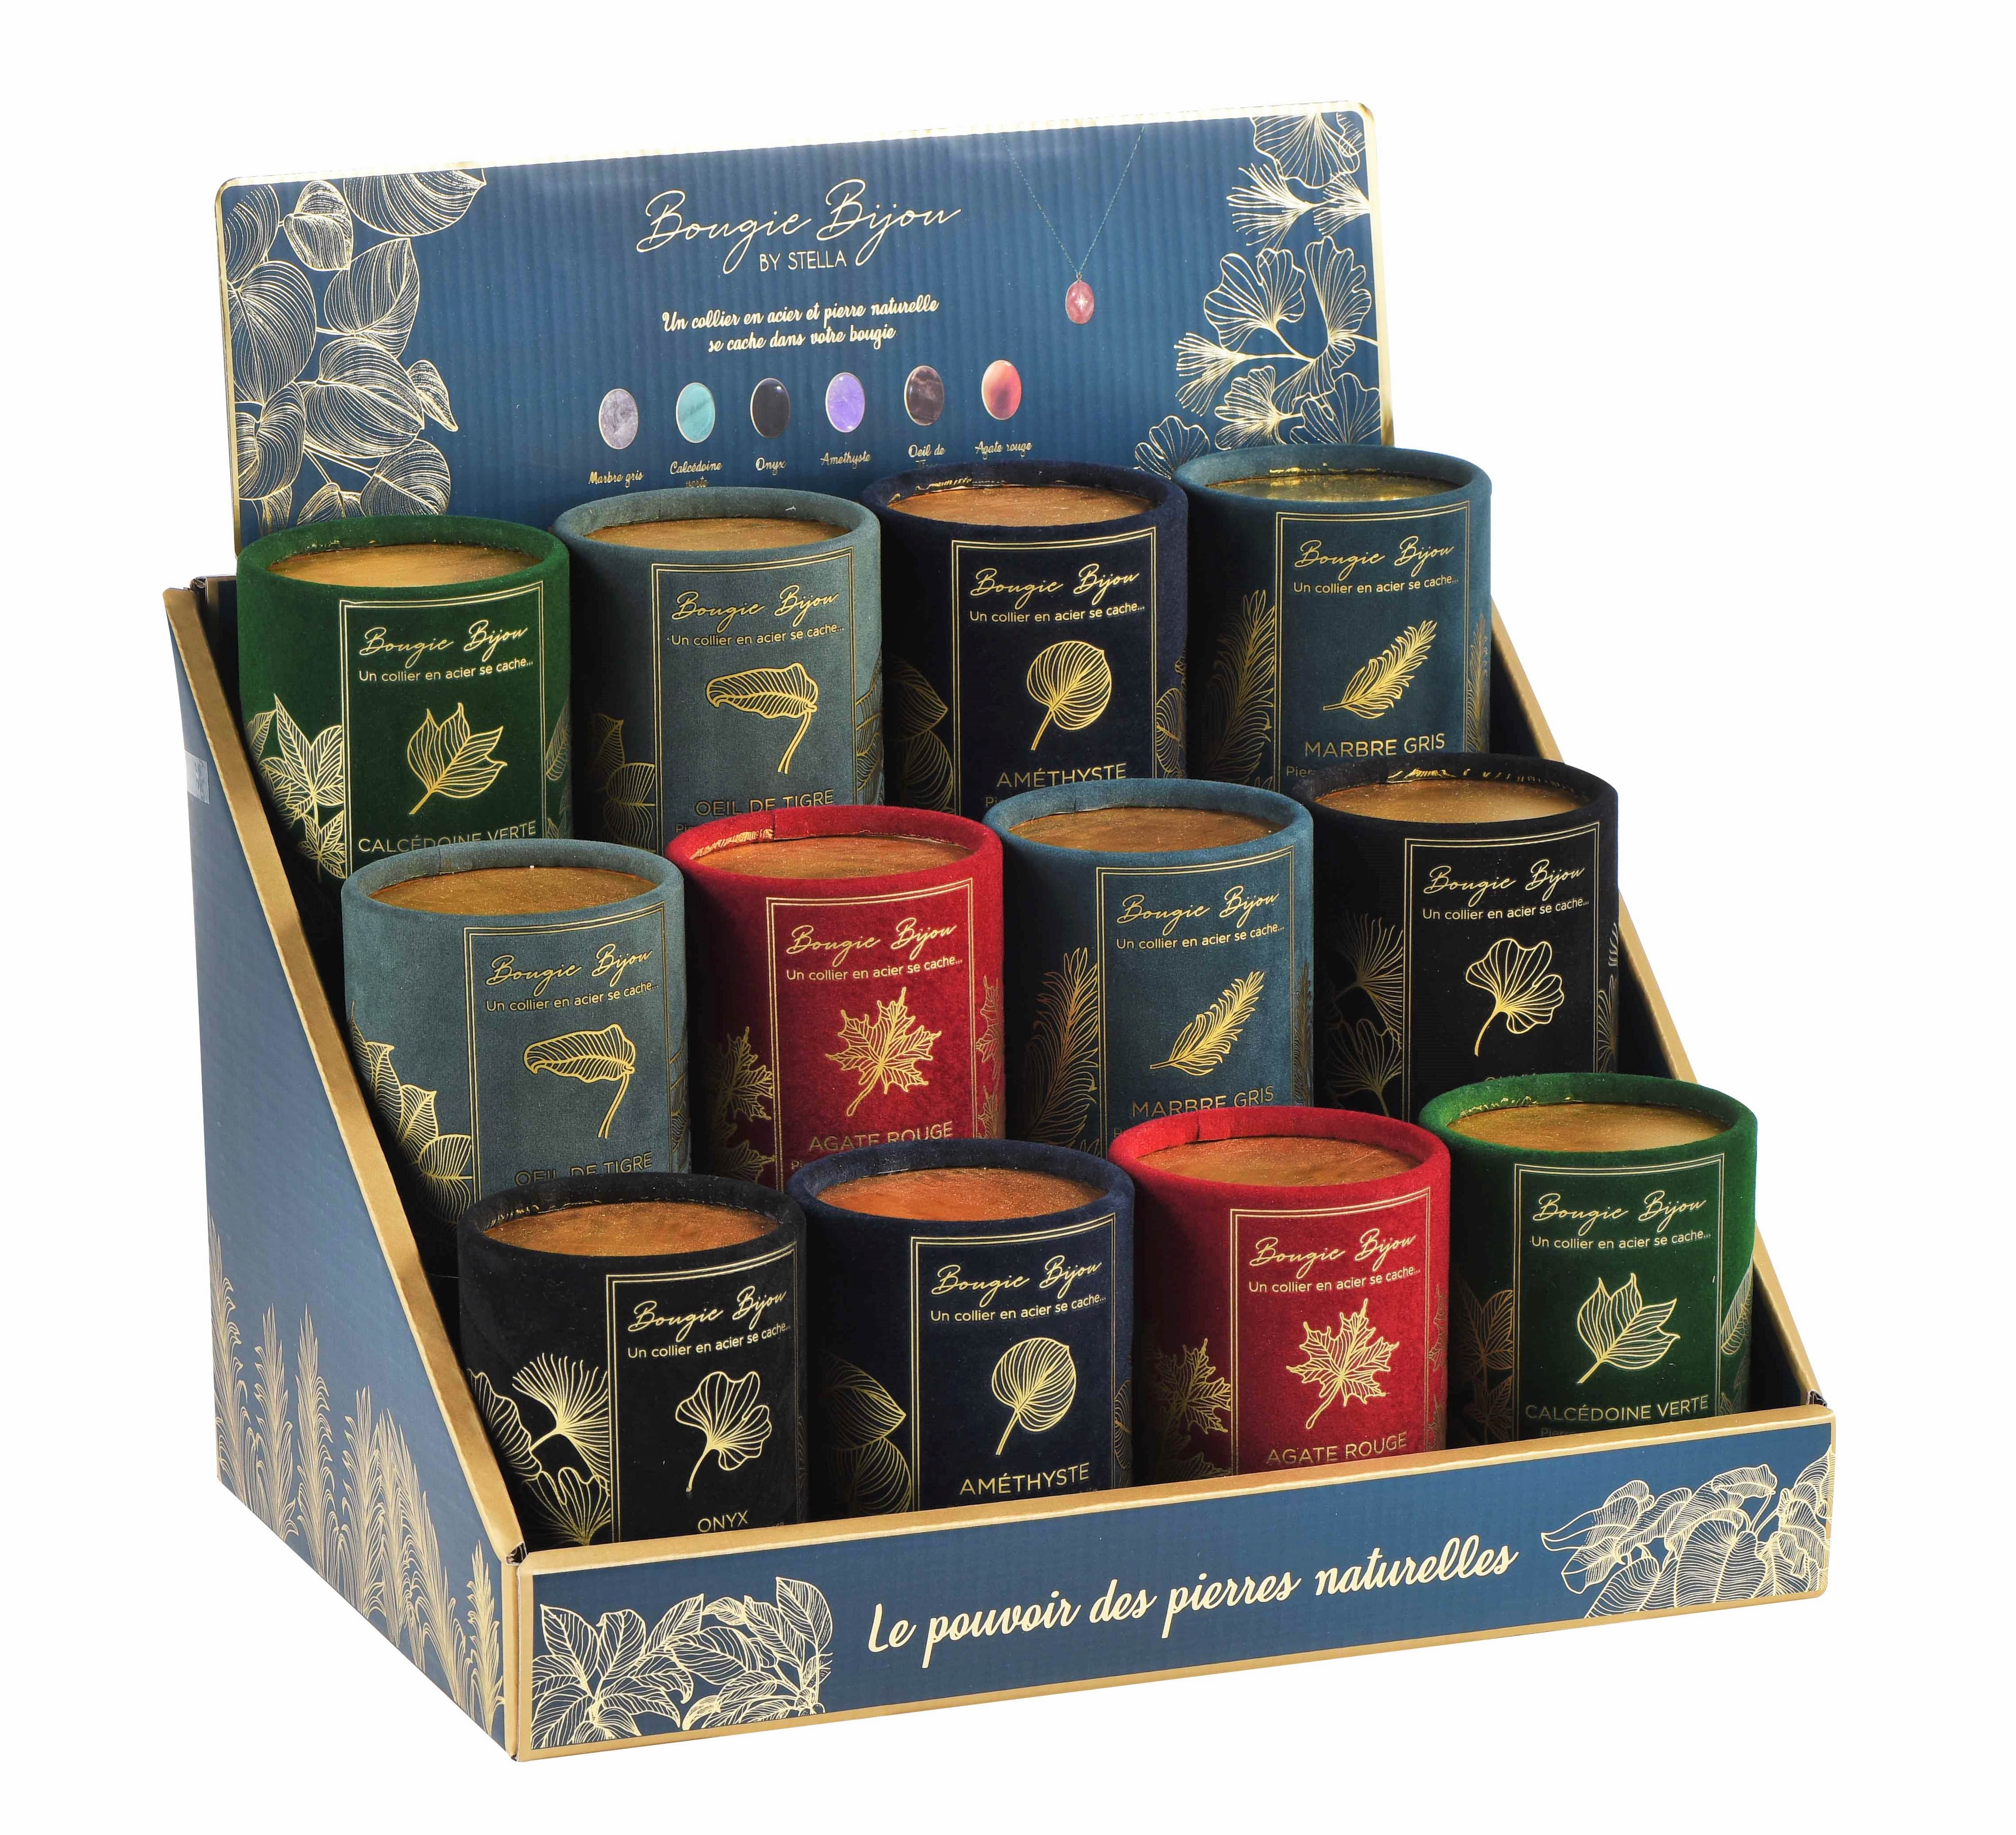 Bougie Bijou
BY STELLA
Un collier en acier et pierre naturelle
se cache dans votre bougie
Marbre gris
Calcédoine
verte
Onyx
Amethyste
Oeil de
Agate rouge
Bougie Bijou
Un collier en acier se cache...
CALCÉDOINE VERTE
Bougie Bijou
Un collier en acier se cache...
OEIL DE TIGRE
Bougie Bijou
Un collier en acier se cache...
AMÉTHYSTE
Bougie Bijou
Un collier en acier se cache...
MARBRE GRIS
Bougie Bijou
Un collier en acier se cache...
OEIL DE TIGRE
Bougie Bijou
Un collier en acier se cache...
AGATE ROUGE
Bougie Bijou
Un collier en acier se cache...
MARBRE GRIS
Bougie Bijou
Un collier en acier se cache...
Bougie Bijou
Un collier en acier se cache...
ONYX
Bougie Bijou
Un collier en acier se cache...
AMÉTHYSTE
Bougie Bijou
Un collier en acier se cache...
AGATE ROUGE
Bougie Bijou
Un collier en acier se cache...
CALCÉDOINE VERTE
Le pouvoir des pierres naturelles